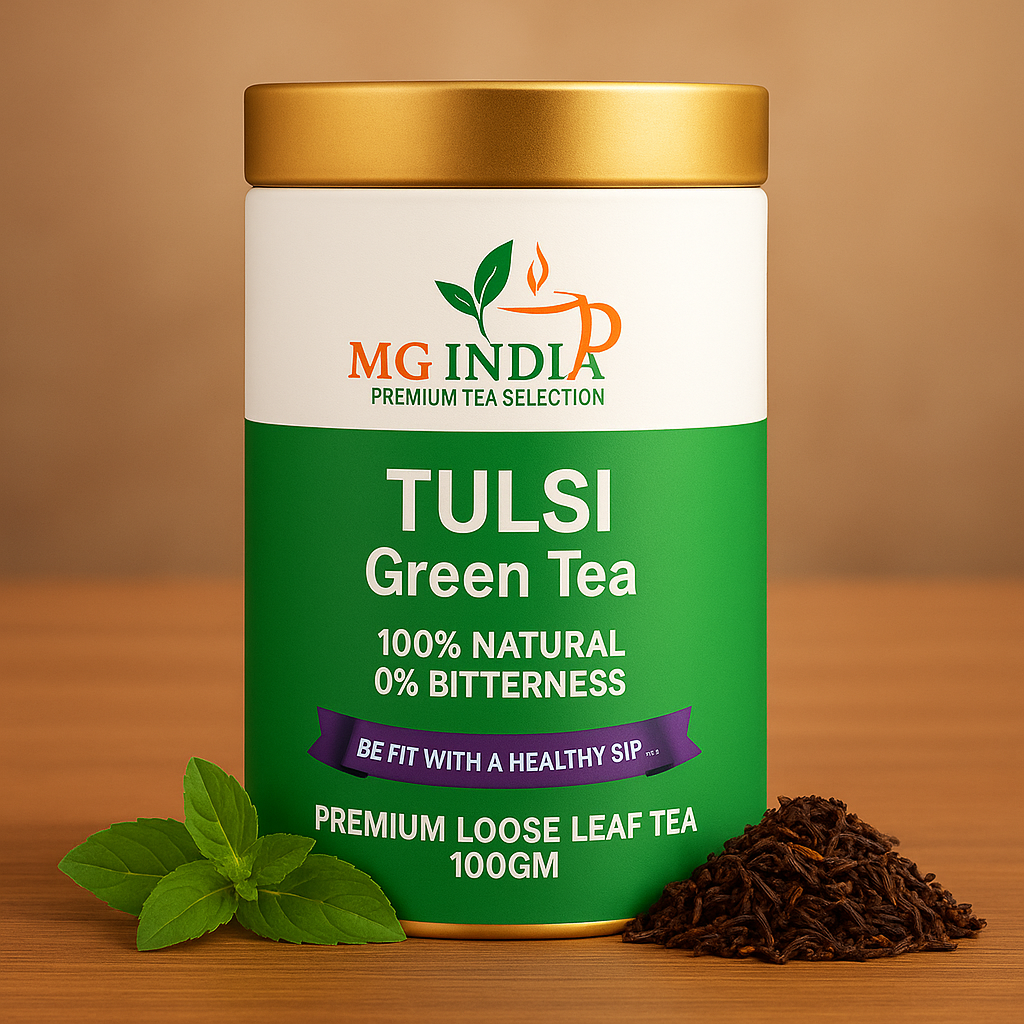 MG INDIA
PREMIUM TEA SELECTION
TULSI
Green Tea
100% NATURAL
0% BITTERNESS
BE FIT WITH A HEALTHY SIP
PREMIUM LOOSE LEAF TEA
100GM